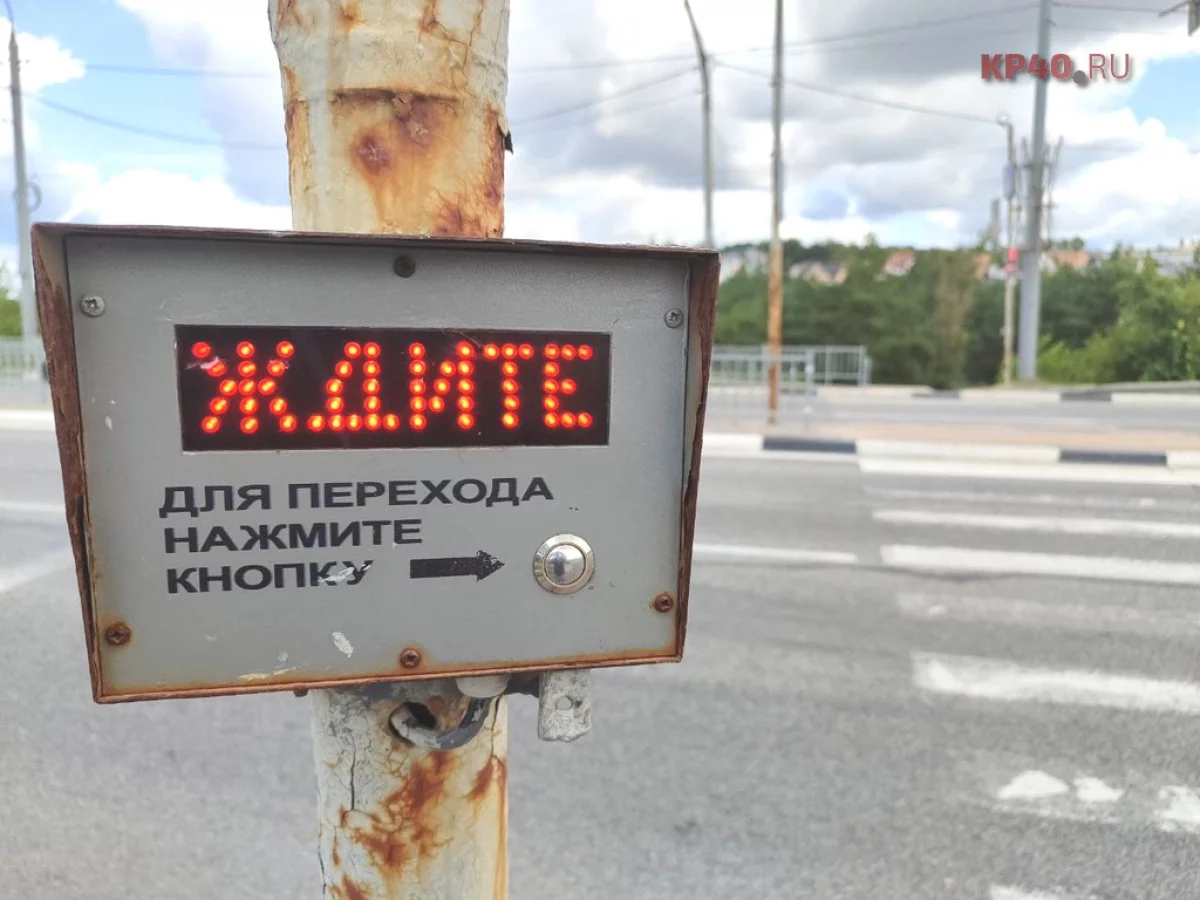 KP40.RU
ЖДИТЕ
ДЛЯ ПЕРЕХОДА
НАЖМИТЕ
КНОПКУ